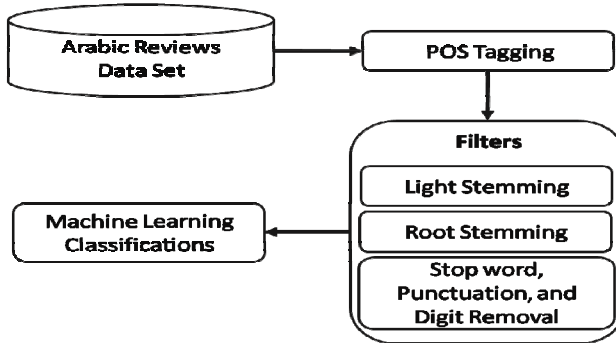 Arabic Reviews
Data Set
POS Tagging
Filters
Light Stemming
Root Stemming
Stop word,
Punctuation, and
Digit Removal
Machine Learning
Classifications